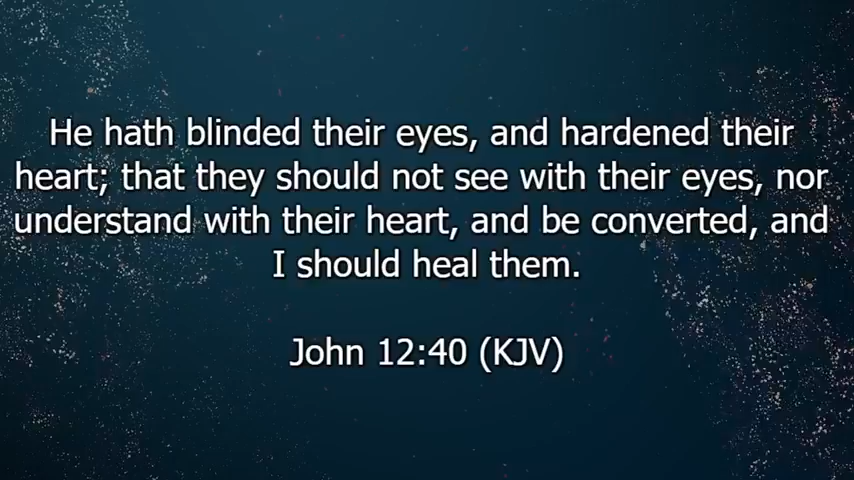 He hath blinded their eyes, and hardened their
heart; that they should not see with their eyes, nor
understand with their heart, and be converted, and
I should heal them.
John 12:40 (KJV)